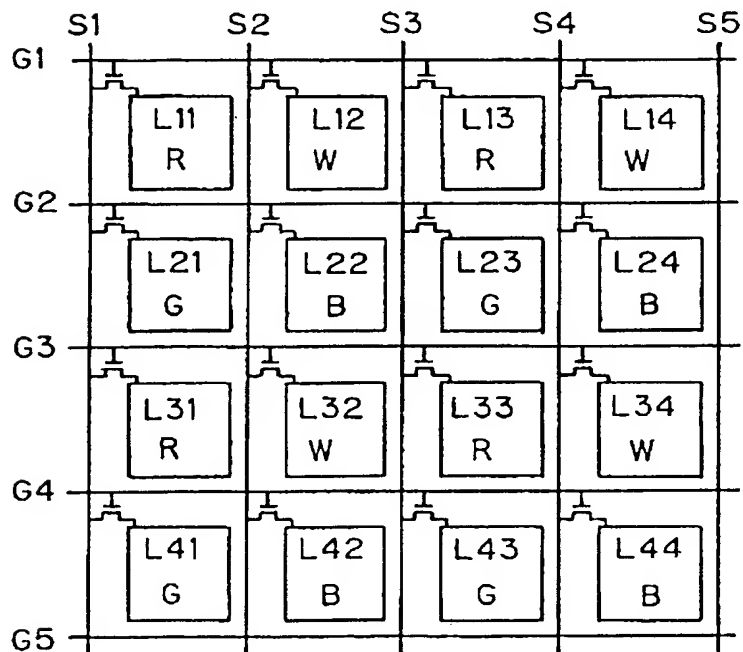 S1 S2 S3 S4 S5
G1
L11 L12 L13 L14
R W R W
G2
L21 L22 L23 L24
G B G B
G3
L31 L32 L33 L34
R W R W
G4
L41 L42 L43 L44
G B G B
G5